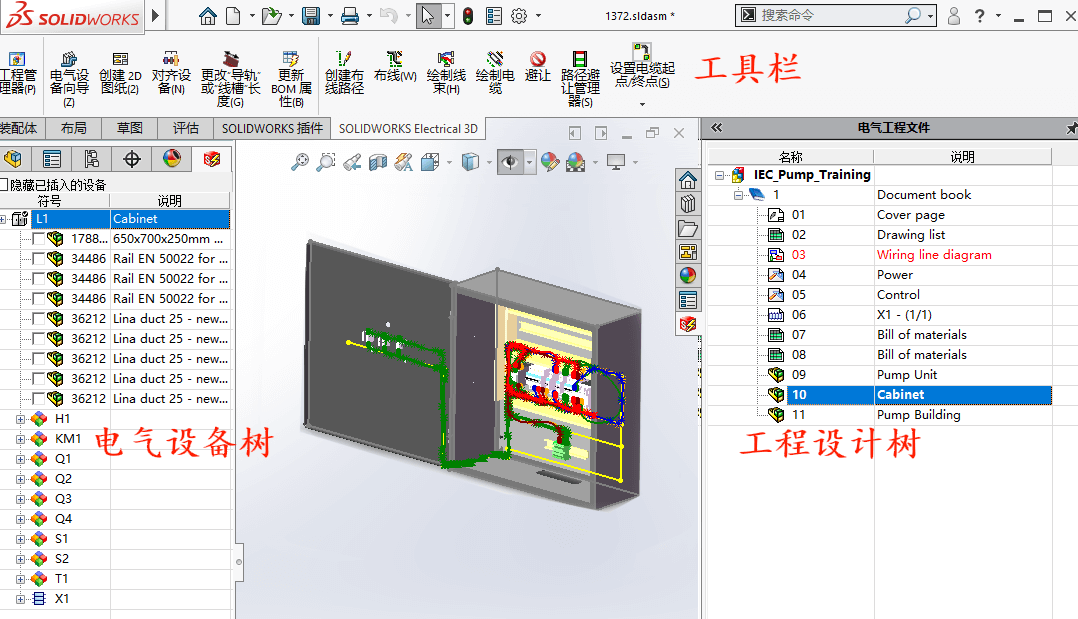 SOLIDWORKS
1372.sldasm *
搜索命令
工程管
理器(P)
电气设
备向导
(Z)
创建 2D
图纸(2)
对齐设
备(N)
更改"导轨"
或"线槽"长
度(G)
更新
BOM 属
性(B)
创建布
线路径
布线(W)
绘制线
束(H)
绘制电
缆
避让
路径避
让管理
器(S)
设置电缆起
点/终点(S)
工具栏
装配体
布局
草图
评估
SOLIDWORKS 插件
SOLIDWORKS Electrical 3D
隐藏已插入的设备
符号 说明
L1 Cabinet
1788... 650x700x250mm ...
34486 Rail EN 50022 for ...
34486 Rail EN 50022 for ...
34486 Rail EN 50022 for ...
36212 Lina duct 25 - new...
36212 Lina duct 25 - new...
36212 Lina duct 25 - new...
36212 Lina duct 25 - new...
36212 Lina duct 25 - new...
H1
KM1
Q1
Q2
Q3
Q4
S1
S2
T1
X1
电气设备树
电气工程文件
名称 说明
IEC_Pump_Training
1 Document book
01 Cover page
02 Drawing list
03 Wiring line diagram
04 Power
05 Control
06 X1 - (1/1)
07 Bill of materials
08 Bill of materials
09 Pump Unit
10 Cabinet
11 Pump Building
工程设计树